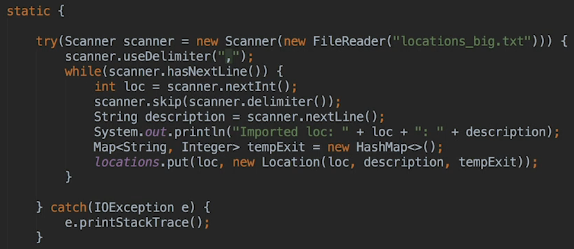 static {
try(Scanner scanner = new Scanner(new FileReader("locations_big.txt"))) {
scanner.useDelimiter(",");
while(scanner.hasNextLine()) {
int loc = scanner.nextInt();
scanner.skip(scanner.delimiter());
String description = scanner.nextLine();
System.out.println("Imported loc: " + loc + ": " + description);
Map<String, Integer> tempExit = new HashMap<>();
locations.put(loc, new Location(loc, description, tempExit));
}
} catch(IOException e) {
e.printStackTrace();
}